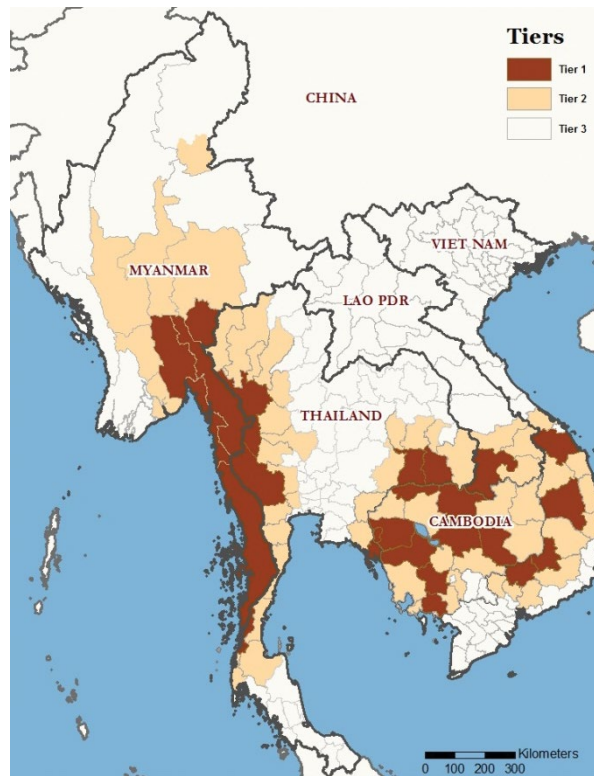 Tiers
Tier 1
Tier 2
Tier 3
CHINA
VIET NAM
MYANMAR
LAO PDR
THAILAND
CAMBODIA
Kilometers
0 100 200 300